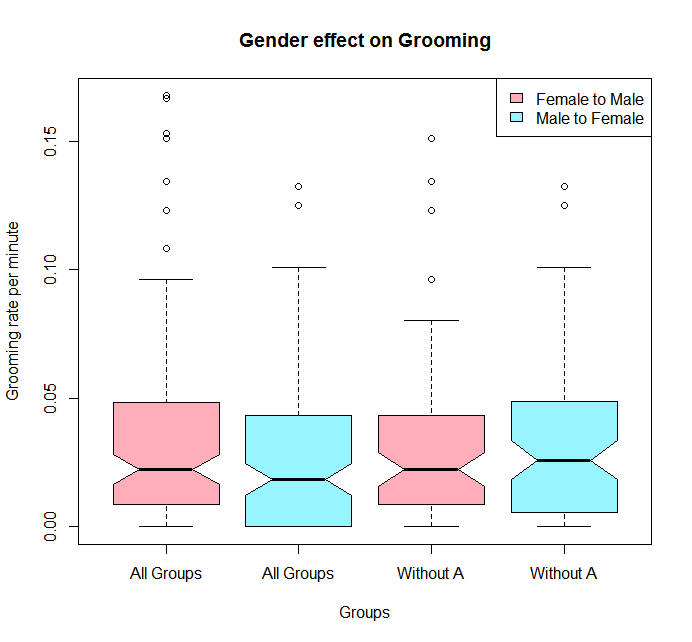 Gender effect on Grooming
Female to Male
Male to Female
Grooming rate per minute
0.15
0.10
0.05
0.00
All Groups All Groups Without A Without A
Groups